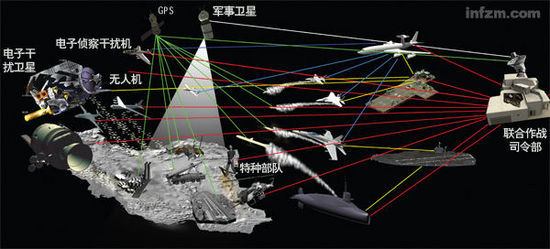 infzm.com
GPS
军事卫星
电子侦察干扰机
电子干
扰卫星
无人机
联合作战
司令部
特种部队